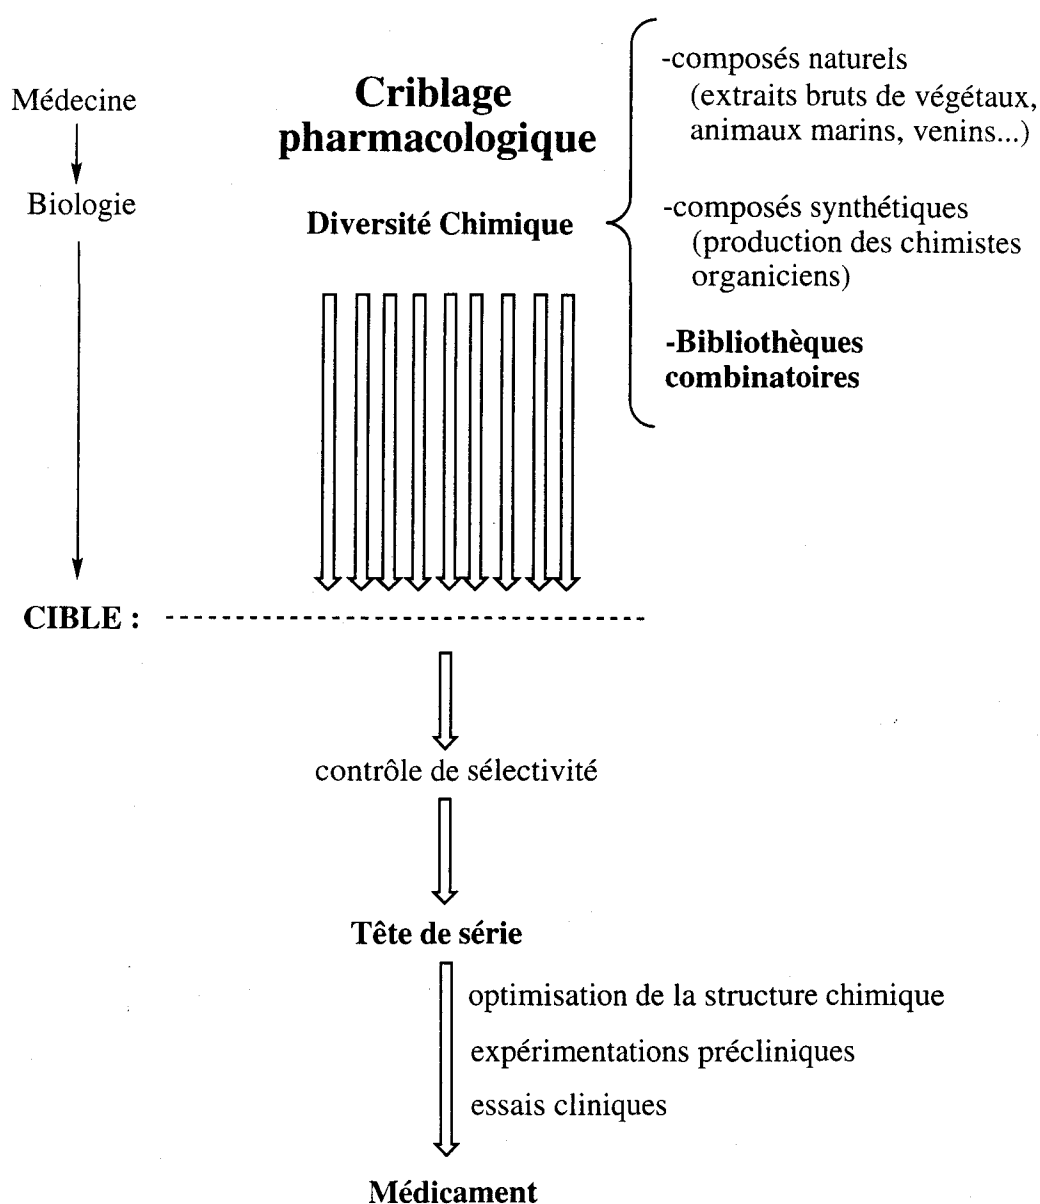 Médecine
Biologie
Criblage
pharmacologique
Diversité Chimique
-composés naturels
(extraits bruts de végétaux,
animaux marins, venins...)
-composés synthétiques
(production des chimistes
organiciens)
-Bibliothèques
combinatoires
CIBLE :
contrôle de sélectivité
Tête de série
optimisation de la structure chimique
expérimentations précliniques
essais cliniques
Médicament